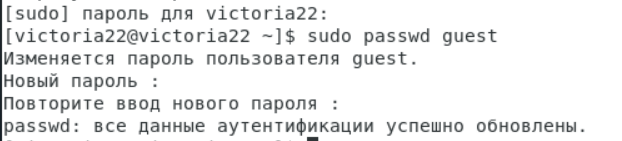 [sudo] пароль для victoria22:
[victoria22@victoria22 ~]$ sudo passwd guest
Изменяется пароль пользователя guest.
Новый пароль :
Повторите ввод нового пароля :
passwd: все данные аутентификации успешно обновлены.